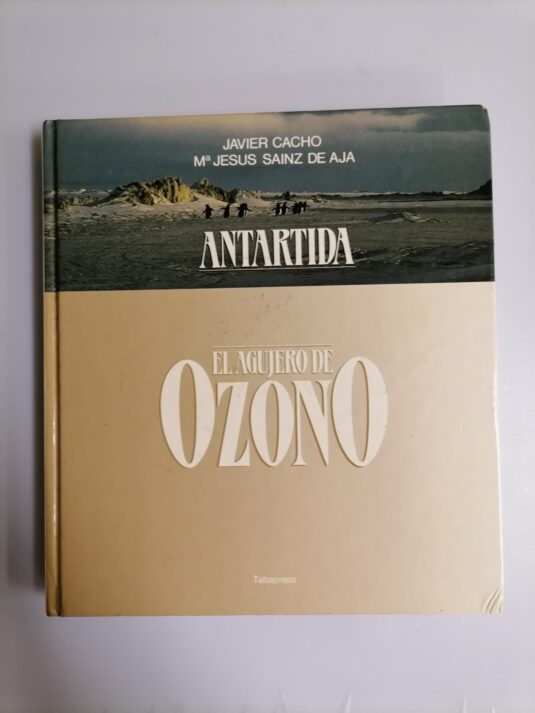 JAVIER CACHO
Mª JESUS SAINZ DE AJA
ANTARTIDA
EL AGUJERO DE
OZONO
Tabapress